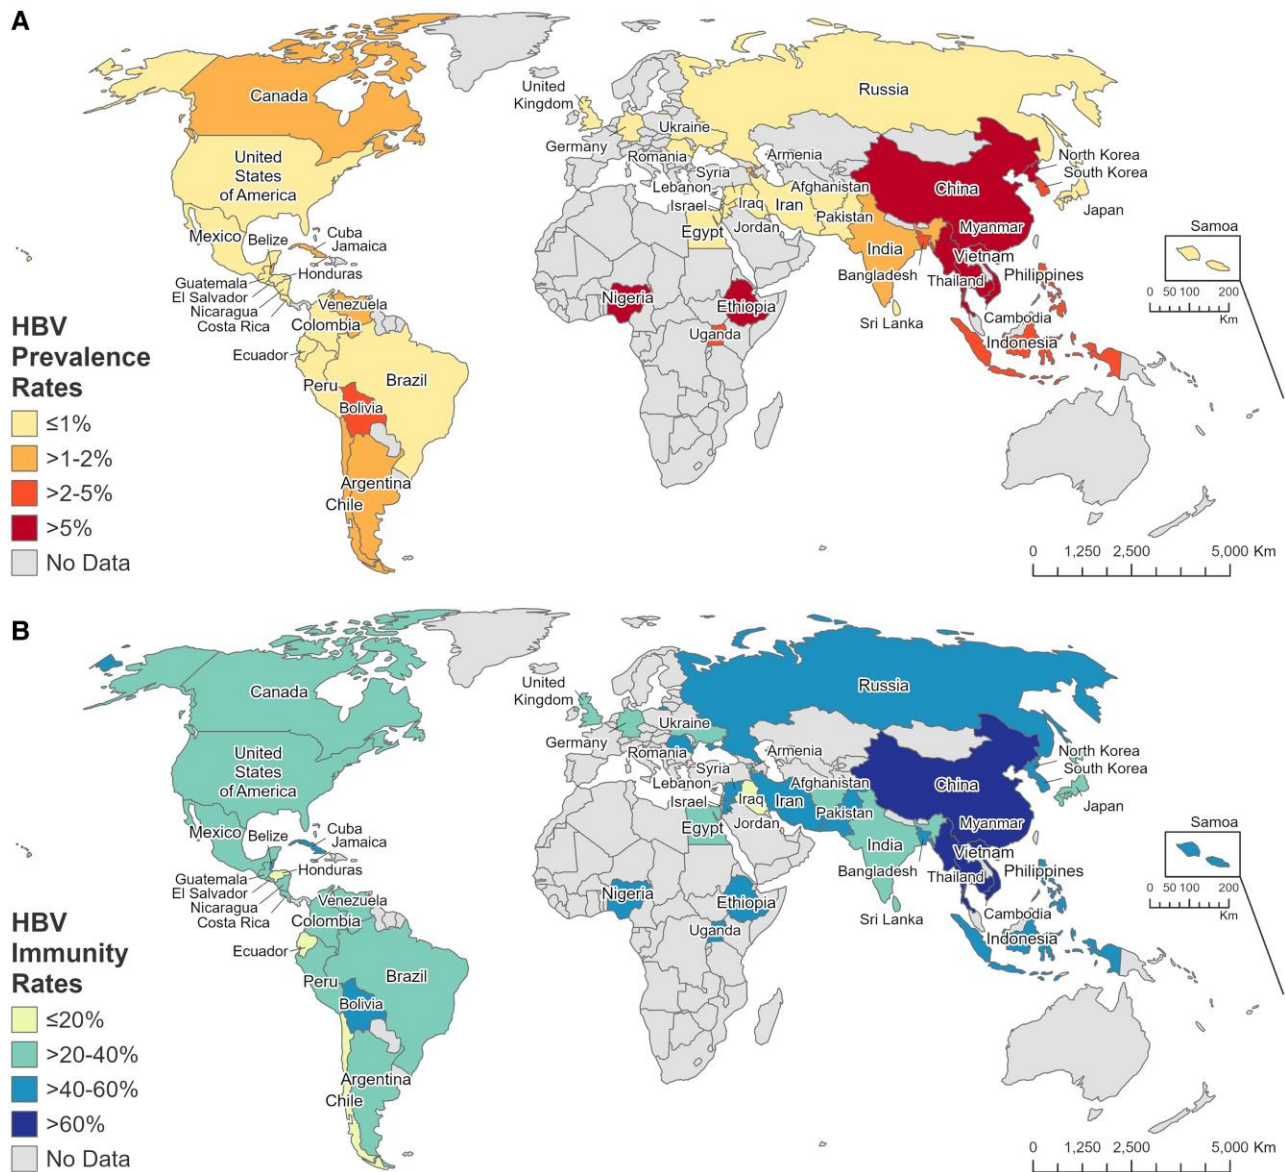 A
Canada
United
States
of America
Mexico
Belize
Cuba
Jamaica
Honduras
Guatemala
El Salvador
Nicaragua
Costa Rica
Venezuela
Colombia
Ecuador
Peru
Brazil
Bolivia
Argentina
Chile
United
Kingdom
Germany
Ukraine
Romania
Russia
Armenia
Syria
Lebanon
Israel
Iraq
Iran
Afghanistan
Pakistan
Egypt
Jordan
India
Bangladesh
Sri Lanka
China
Myanmar
Vietnam
Thailand
Cambodia
Indonesia
Philippines
North Korea
South Korea
Japan
Nigeria
Ethiopia
Uganda
Samoa
0 50 100 200
Km
HBV
Prevalence
Rates
≤1%
>1-2%
>2-5%
>5%
No Data
0 1,250 2,500 5,000 Km
B
Canada
United
States
of America
Mexico
Belize
Cuba
Jamaica
Honduras
Guatemala
El Salvador
Nicaragua
Costa Rica
Venezuela
Colombia
Ecuador
Peru
Brazil
Bolivia
Argentina
Chile
United
Kingdom
Germany
Ukraine
Romania
Russia
Armenia
Syria
Lebanon
Israel
Iraq
Iran
Afghanistan
Pakistan
Egypt
Jordan
India
Bangladesh
Sri Lanka
China
Myanmar
Vietnam
Thailand
Cambodia
Indonesia
Philippines
North Korea
South Korea
Japan
Nigeria
Ethiopia
Uganda
Samoa
0 50 100 200
Km
HBV
Immunity
Rates
≤20%
>20-40%
>40-60%
>60%
No Data
0 1,250 2,500 5,000 Km